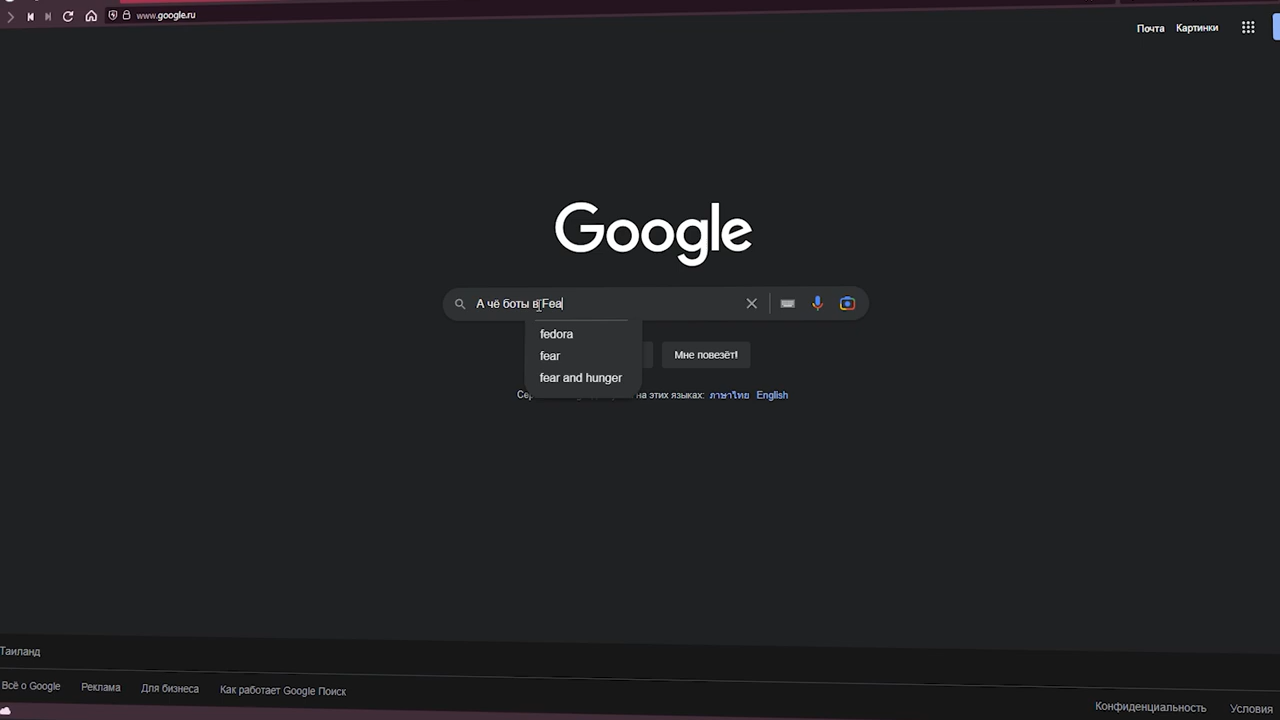 www.google.ru
Почта Картинки
Google
А чё боты в Fea
fedora
fear
fear and hunger
Мне повезёт!
на этих языках: ภาษาไทย English
Таиланд
Всё о Google Реклама Для бизнеса Как работает Google Поиск
Конфиденциальность Условия